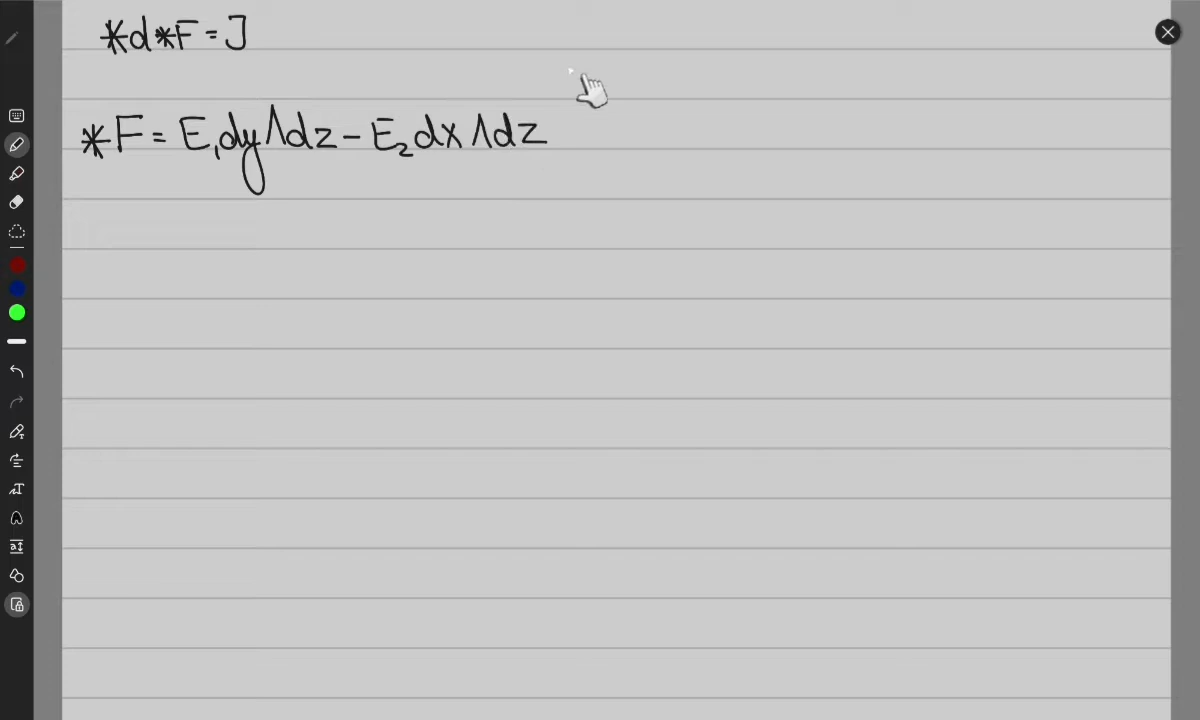 *d*F = J
*F = E₁dy∧dz − E₂dx∧dz